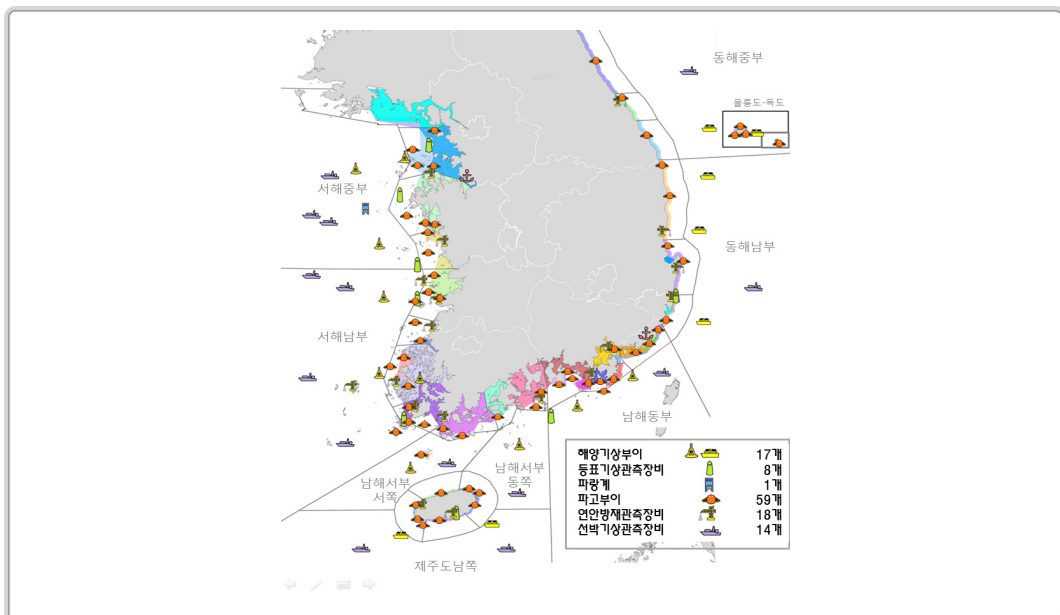 동해중부
울릉도·독도
서해중부
동해남부
서해남부
남해동부
남해서부
동쪽
남해서부
서쪽
제주도남쪽
해양기상부이 17개
등표기상관측장비 8개
파랑계 1개
파고부이 59개
연안방재관측장비 18개
선박기상관측장비 14개